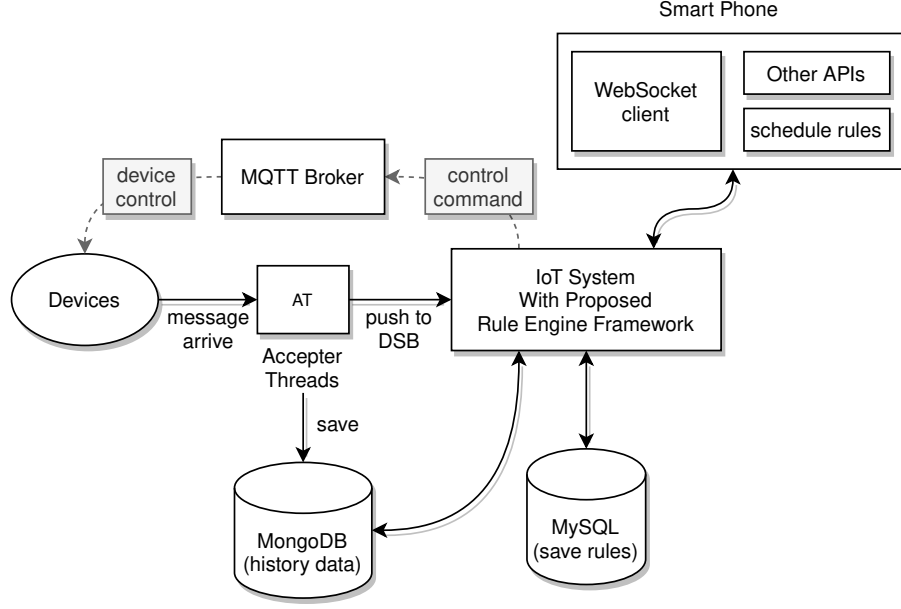 Smart Phone
WebSocket
client
Other APIs
schedule rules
device
control
MQTT Broker
control
command
Devices
message
arrive
AT
Accepter
Threads
push to
DSB
IoT System
With Proposed
Rule Engine Framework
save
MongoDB
(history data)
MySQL
(save rules)